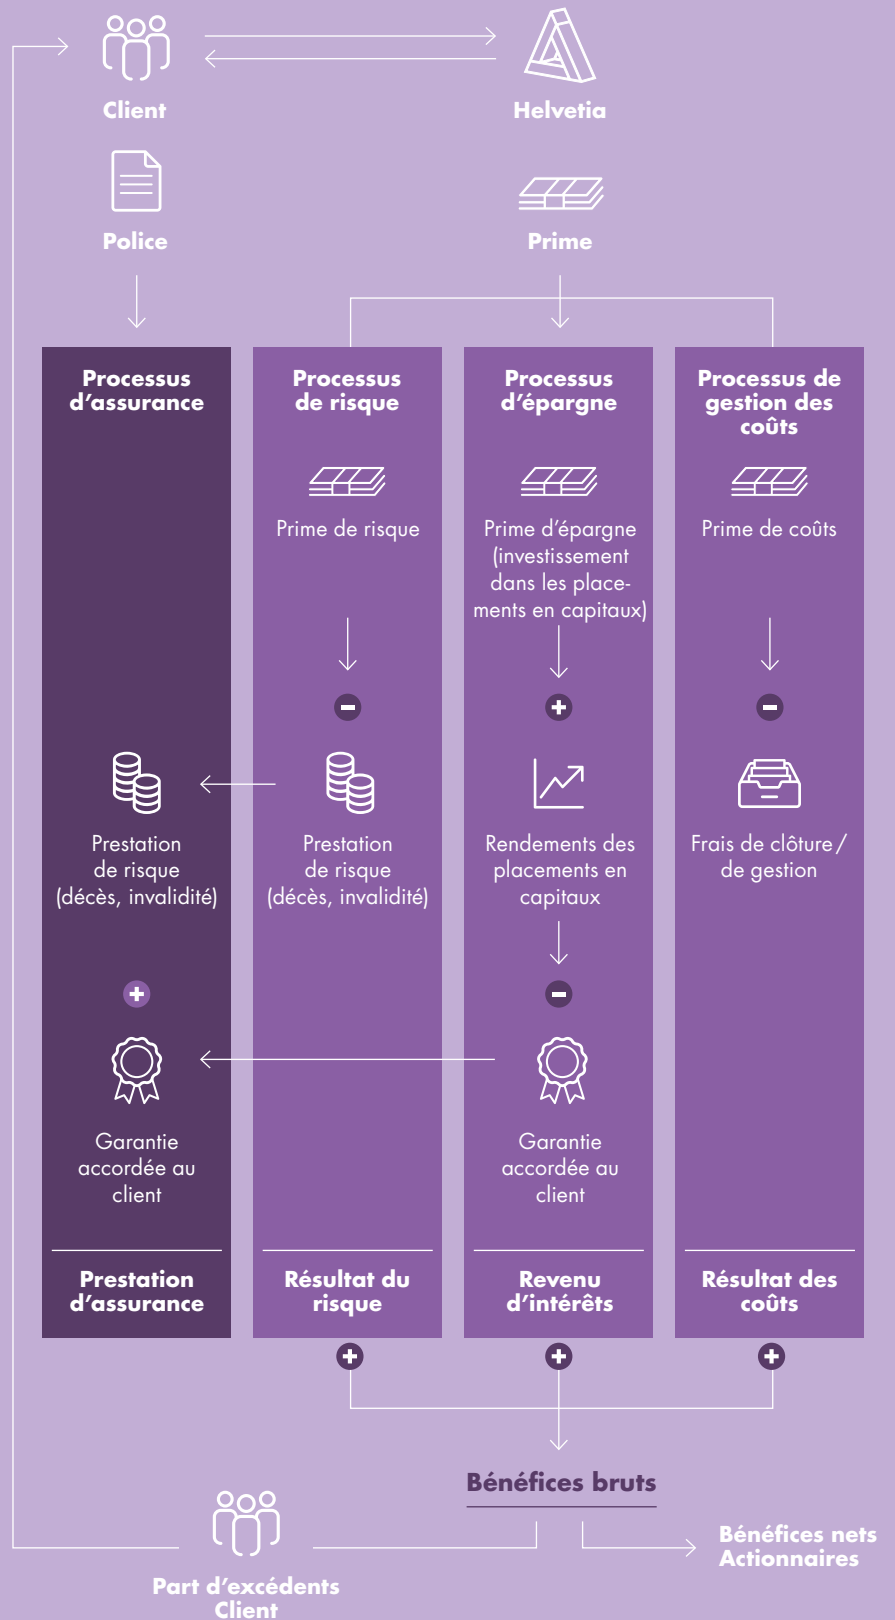 Client
Helvetia
Police
Prime
Processus
d’assurance
Prestation
de risque
(décès, invalidité)
Garantie
accordée au
client
Prestation
d’assurance
Processus
de risque
Prime de risque
Prestation
de risque
(décès, invalidité)
Résultat du
risque
Processus
d’épargne
Prime d’épargne
(investissement
dans les place-
ments en capitaux)
Rendements des
placements en
capitaux
Garantie
accordée au
client
Revenu
d’intérêts
Processus de
gestion des
coûts
Prime de coûts
Frais de clôture /
de gestion
Résultat des
coûts
Bénéfices bruts
Bénéfices nets
Actionnaires
Part d’excédents
Client